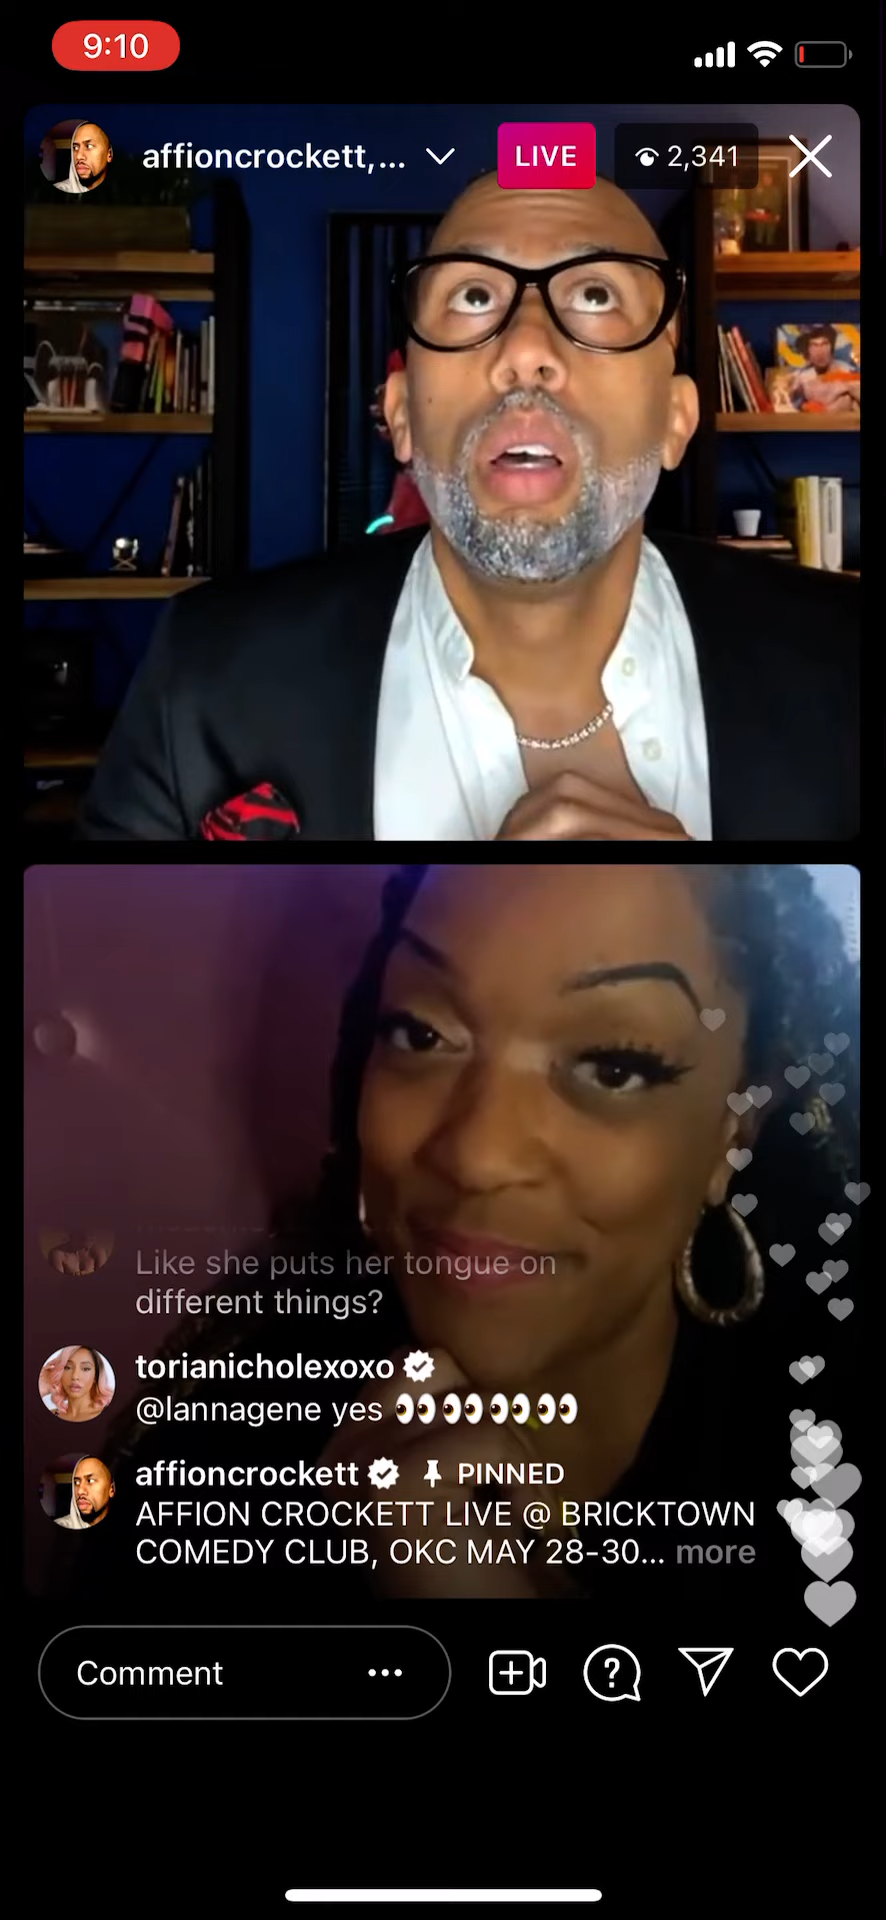 9:10
affioncrockett,...
LIVE
2,341
Like she puts her tongue on
different things?
torianicholexoxo
@lannagene yes 👀👀👀👀
affioncrockett PINNED
AFFION CROCKETT LIVE @ BRICKTOWN
COMEDY CLUB, OKC MAY 28-30... more
Comment ...